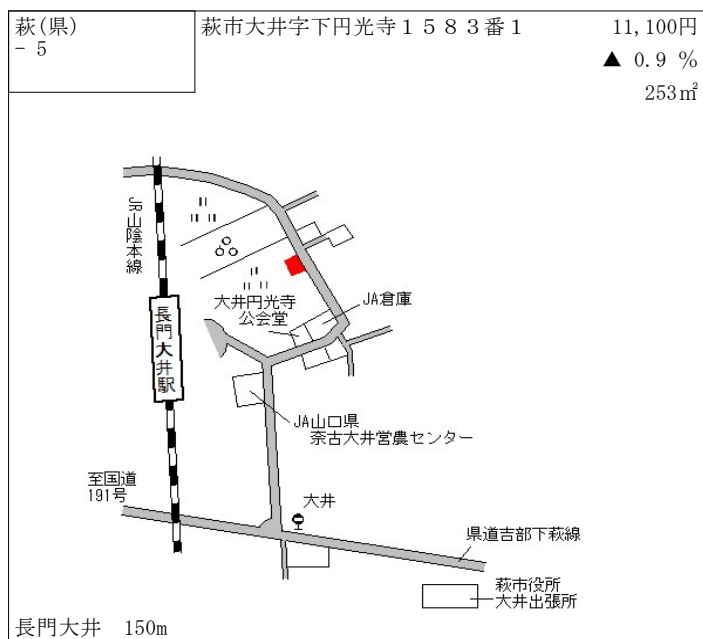 萩(県)
- 5
萩市大井字下円光寺１５８３番１
11,100円
▲ 0.9 %
253㎡
JR山陰本線
長門大井駅
大井円光寺
公会堂
JA倉庫
JA山口県
奈古大井営農センター
至国道
191号
大井
県道吉部下萩線
萩市役所
大井出張所
長門大井　150m